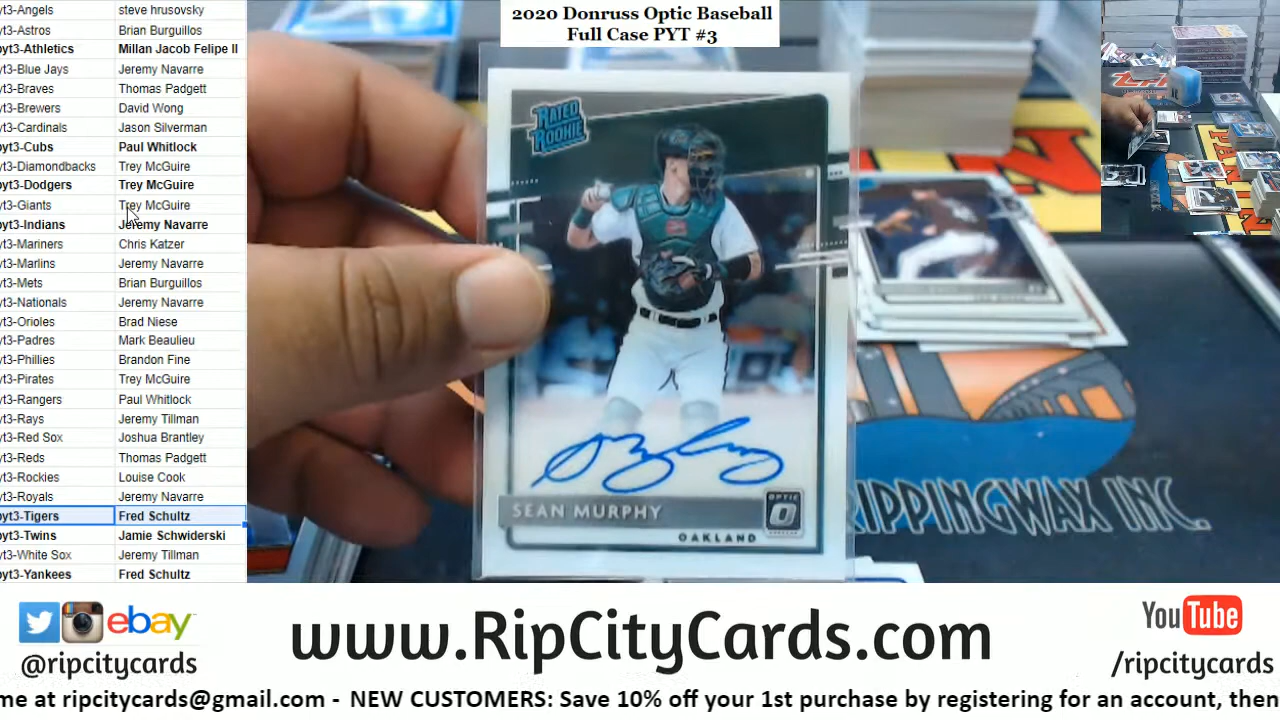 2020 Donruss Optic Baseball
Full Case PYT #3
yt3-Angels steve hrusovsky
yt3-Astros Brian Burguillos
pyt3-Athletics Millan Jacob Felipe II
yt3-Blue Jays Jeremy Navarre
yt3-Braves Thomas Padgett
yt3-Brewers David Wong
yt3-Cardinals Jason Silverman
pyt3-Cubs Paul Whitlock
yt3-Diamondbacks Trey McGuire
pyt3-Dodgers Trey McGuire
yt3-Giants Trey McGuire
pyt3-Indians Jeremy Navarre
yt3-Mariners Chris Katzer
yt3-Marlins Jeremy Navarre
yt3-Mets Brian Burguillos
yt3-Nationals Jeremy Navarre
yt3-Orioles Brad Niese
yt3-Padres Mark Beaulieu
yt3-Phillies Brandon Fine
yt3-Pirates Trey McGuire
yt3-Rangers Paul Whitlock
yt3-Rays Jeremy Tillman
yt3-Red Sox Joshua Brantley
yt3-Reds Thomas Padgett
yt3-Rockies Louise Cook
yt3-Royals Jeremy Navarre
pyt3-Tigers Fred Schultz
pyt3-Twins Jamie Schwiderski
yt3-White Sox Jeremy Tillman
pyt3-Yankees Fred Schultz
RATED
ROOKIE
SEAN MURPHY
OPTIC
OAKLAND
RIPPINGWAX INC.
ebay
@ripcitycards
www.RipCityCards.com
YouTube
/ripcitycards
me at ripcitycards@gmail.com - NEW CUSTOMERS: Save 10% off your 1st purchase by registering for an account, then